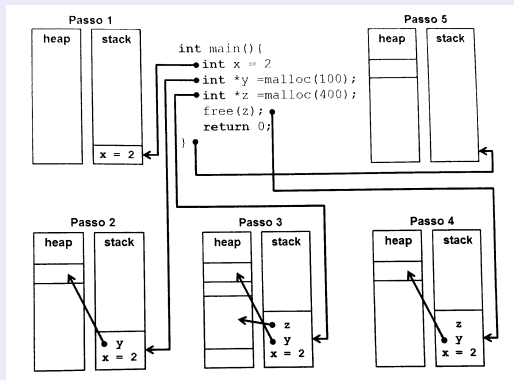 Passo 1
heap stack
x = 2
int main(){
int x = 2
int *y =malloc(100);
int *z =malloc(400);
free(z);
return 0;
}
Passo 5
heap stack
Passo 2
heap stack
y
x = 2
Passo 3
heap stack
z
y
x = 2
Passo 4
heap stack
z
y
x = 2